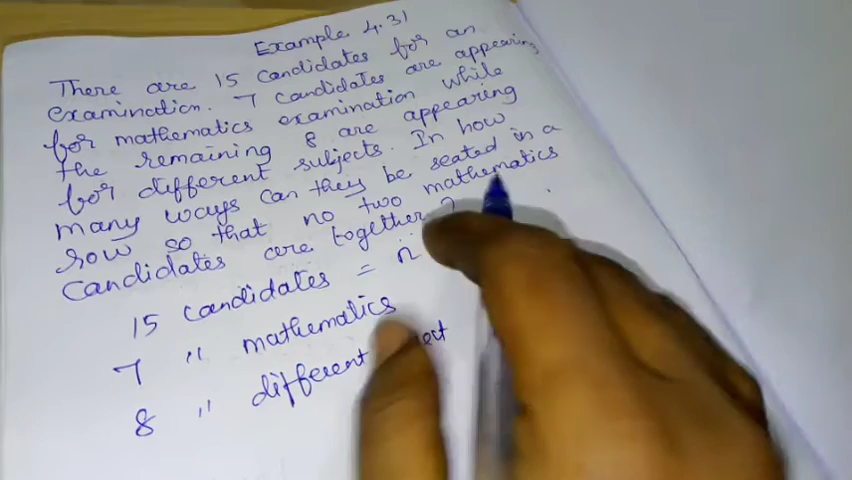 Example 4.31
There are 15 candidates for an
examination. 7 candidates are appearing
for mathematics examination while
the remaining 8 are appearing
for different subjects. In how
many ways can they be seated in a
row so that no two mathematics
candidates are together ?
15 candidates = n
7 " mathematics
8 " different